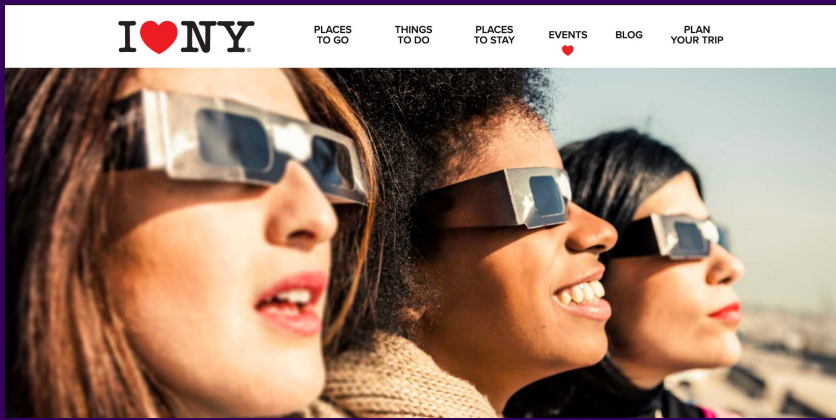 I ❤ NY®
PLACES
TO GO
THINGS
TO DO
PLACES
TO STAY
EVENTS
BLOG
PLAN
YOUR TRIP